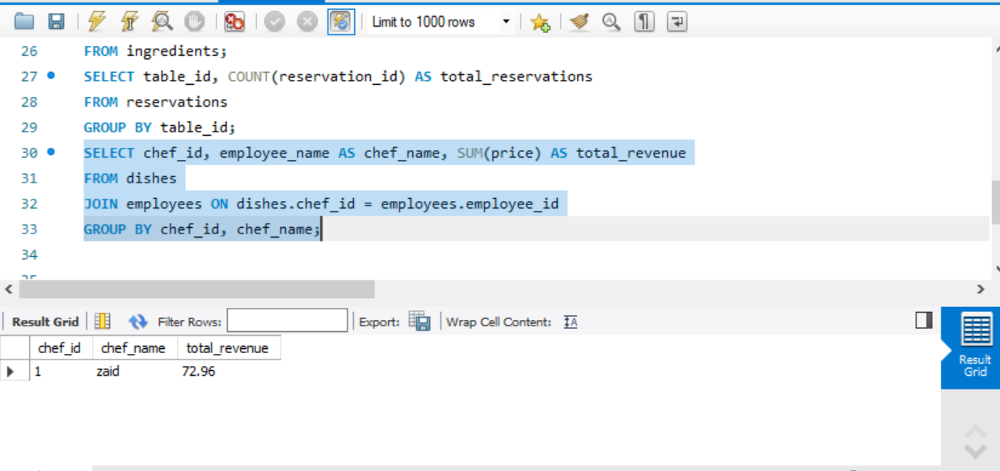 Limit to 1000 rows
26 FROM ingredients;
27 SELECT table_id, COUNT(reservation_id) AS total_reservations
28 FROM reservations
29 GROUP BY table_id;
30 SELECT chef_id, employee_name AS chef_name, SUM(price) AS total_revenue
31 FROM dishes
32 JOIN employees ON dishes.chef_id = employees.employee_id
33 GROUP BY chef_id, chef_name;
34
Result Grid Filter Rows: Export: Wrap Cell Content: IA
chef_id chef_name total_revenue
1 zaid 72.96
Result
Grid